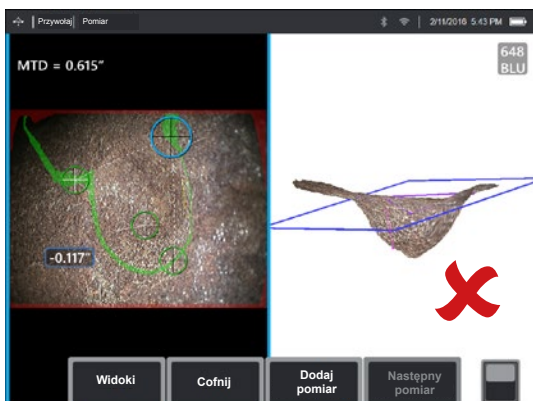 Przywołaj Pomiar
2/11/2016 5:43 PM
MTD = 0.615"
648
BLU
-0.117"
Widoki
Cofnij
Dodaj
pomiar
Następny
pomiar